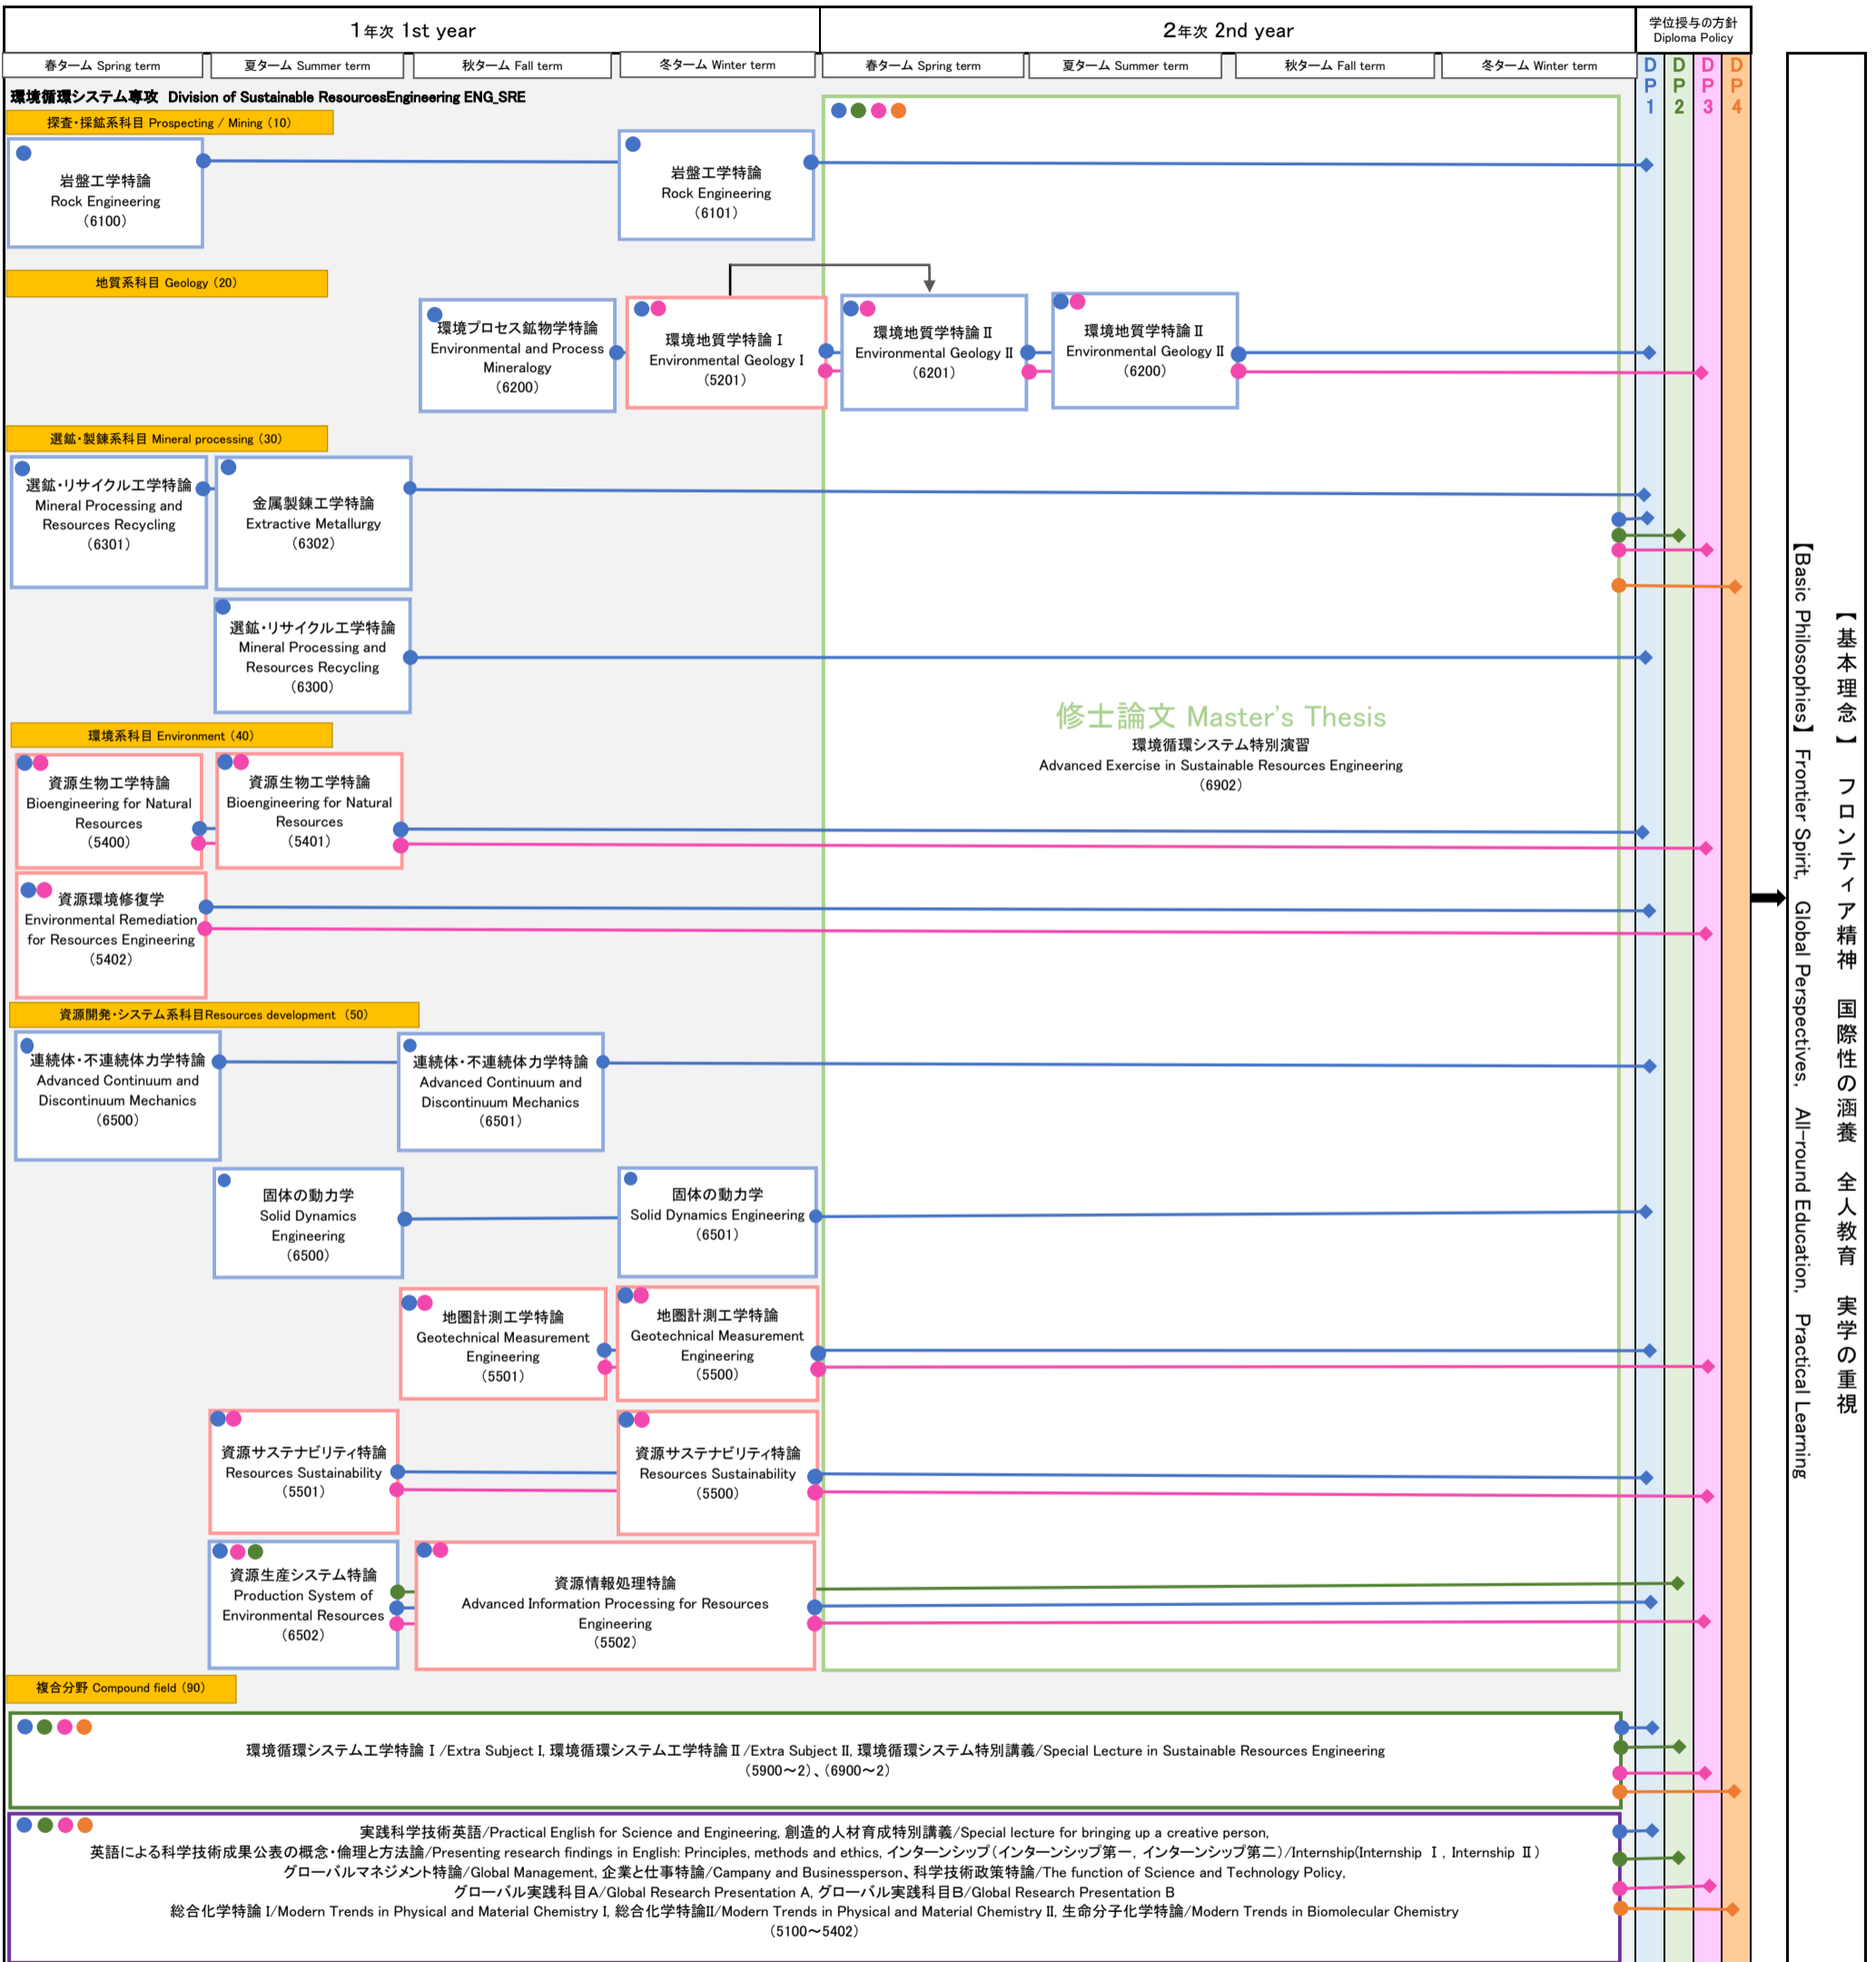 1年次 1st year
2年次 2nd year
学位授与の方針
Diploma Policy
春ターム Spring term
夏ターム Summer term
秋ターム Fall term
冬ターム Winter term
春ターム Spring term
夏ターム Summer term
秋ターム Fall term
冬ターム Winter term
DP1
DP2
DP3
DP4
環境循環システム専攻 Division of Sustainable ResourcesEngineering ENG_SRE
探査・採鉱系科目 Prospecting / Mining (10)
岩盤工学特論
Rock Engineering
(6100)
岩盤工学特論
Rock Engineering
(6101)
地質系科目 Geology (20)
環境プロセス鉱物学特論
Environmental and Process
Mineralogy
(6200)
環境地質学特論 Ⅰ
Environmental Geology Ⅰ
(5201)
環境地質学特論 Ⅱ
Environmental Geology Ⅱ
(6201)
環境地質学特論 Ⅱ
Environmental Geology Ⅱ
(6200)
選鉱・製錬系科目 Mineral processing (30)
選鉱・リサイクル工学特論
Mineral Processing and
Resources Recycling
(6301)
金属製錬工学特論
Extractive Metallurgy
(6302)
選鉱・リサイクル工学特論
Mineral Processing and
Resources Recycling
(6300)
修士論文 Master's Thesis
環境循環システム特別演習
Advanced Exercise in Sustainable Resources Engineering
(6902)
環境系科目 Environment (40)
資源生物工学特論
Bioengineering for Natural
Resources
(5400)
資源生物工学特論
Bioengineering for Natural
Resources
(5401)
資源環境修復学
Environmental Remediation
for Resources Engineering
(5402)
資源開発・システム系科目Resources development (50)
連続体・不連続体力学特論
Advanced Continuum and
Discontinuum Mechanics
(6500)
連続体・不連続体力学特論
Advanced Continuum and
Discontinuum Mechanics
(6501)
固体の動力学
Solid Dynamics
Engineering
(6500)
固体の動力学
Solid Dynamics Engineering
(6501)
地圏計測工学特論
Geotechnical Measurement
Engineering
(5501)
地圏計測工学特論
Geotechnical Measurement
Engineering
(5500)
資源サステナビリティ特論
Resources Sustainability
(5501)
資源サステナビリティ特論
Resources Sustainability
(5500)
資源生産システム特論
Production System of
Environmental Resources
(6502)
資源情報処理特論
Advanced Information Processing for Resources
Engineering
(5502)
複合分野 Compound field (90)
環境循環システム工学特論 Ⅰ/Extra Subject Ⅰ, 環境循環システム工学特論Ⅱ/Extra Subject Ⅱ, 環境循環システム特別講義/Special Lecture in Sustainable Resources Engineering
(5900～2)、(6900～2)
実践科学技術英語/Practical English for Science and Engineering, 創造的人材育成特別講義/Special lecture for bringing up a creative person,
英語による科学技術成果公表の概念・倫理と方法論/Presenting research findings in English: Principles, methods and ethics, インターンシップ(インターンシップ第一, インターンシップ第二)/Internship(Internship Ⅰ, Internship Ⅱ)
グローバルマネジメント特論/Global Management, 企業と仕事特論/Campany and Businessperson、科学技術政策特論/The function of Science and Technology Policy,
グローバル実践科目A/Global Research Presentation A, グローバル実践科目B/Global Research Presentation B
総合化学特論 I/Modern Trends in Physical and Material Chemistry I, 総合化学特論II/Modern Trends in Physical and Material Chemistry II, 生命分子化学特論/Modern Trends in Biomolecular Chemistry
(5100～5402)
【基本理念】 フロンティア精神 国際性の涵養 全人教育 実学の重視
【Basic Philosophies】 Frontier Spirit, Global Perspectives, All-round Education, Practical Learning